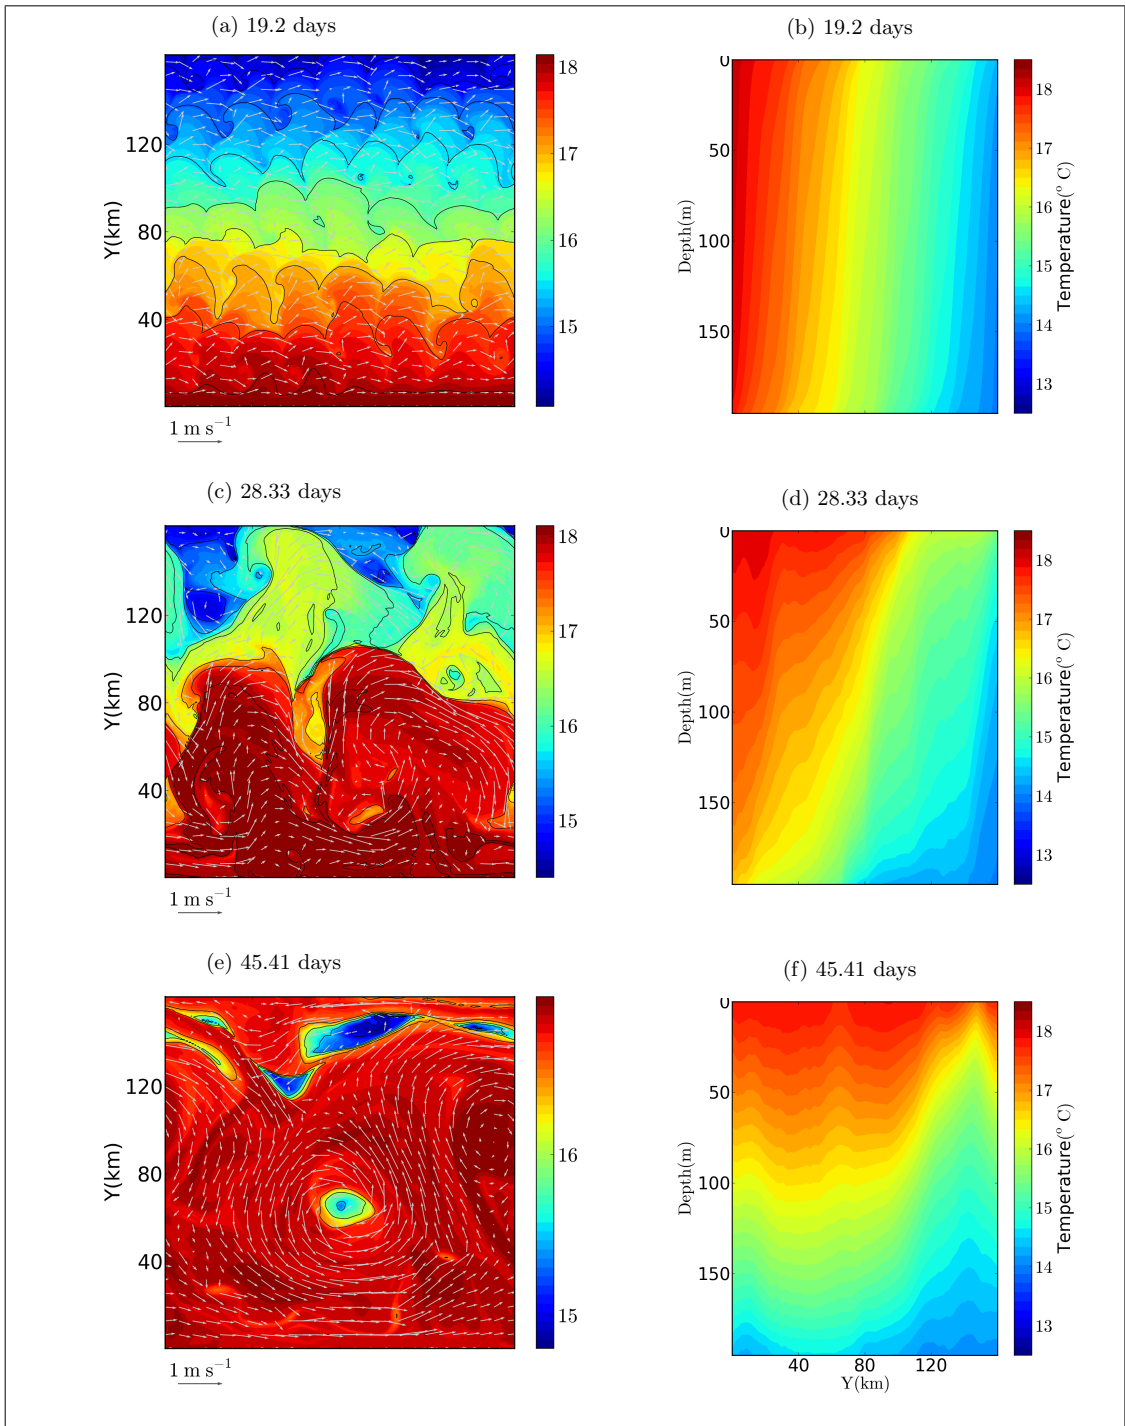 (a) 19.2 days
(b) 19.2 days
18
17
16
15
120
80
40
Y(km)
1 m s−1
0
50
100
150
Depth(m)
18
17
16
15
14
13
Temperature(° C)
(c) 28.33 days
(d) 28.33 days
18
17
16
15
120
80
40
Y(km)
1 m s−1
0
50
100
150
Depth(m)
18
17
16
15
14
13
Temperature(° C)
(e) 45.41 days
(f) 45.41 days
16
15
120
80
40
Y(km)
1 m s−1
0
50
100
150
Depth(m)
40
80
120
Y(km)
18
17
16
15
14
13
Temperature(° C)